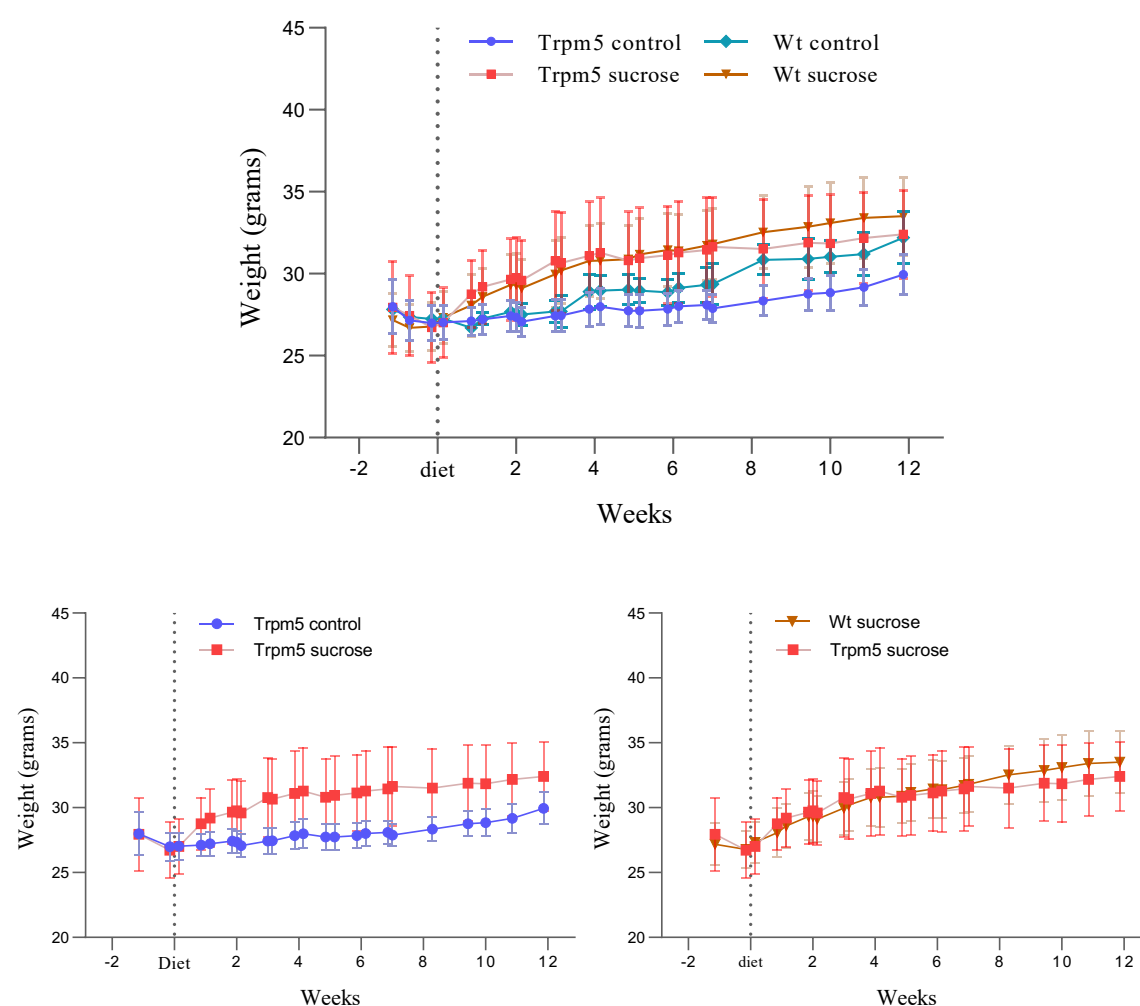 45
Trpm5 control
Wt control
Trpm5 sucrose
Wt sucrose
40
35
30
25
20
Weight (grams)
-2 diet 2 4 6 8 10 12
Weeks
45
Trpm5 control
Trpm5 sucrose
40
35
30
25
20
Weight (grams)
-2 Diet 2 4 6 8 10 12
Weeks
45
Wt sucrose
Trpm5 sucrose
40
35
30
25
20
Weight (grams)
-2 diet 2 4 6 8 10 12
Weeks